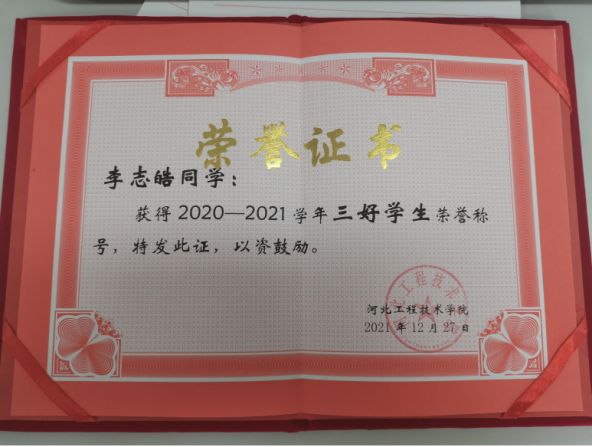 荣誉证书
李志皓同学：
获得2020—2021学年三好学生荣誉称
号，特发此证，以资鼓励。
河北工程技术学院
2021年12月27日